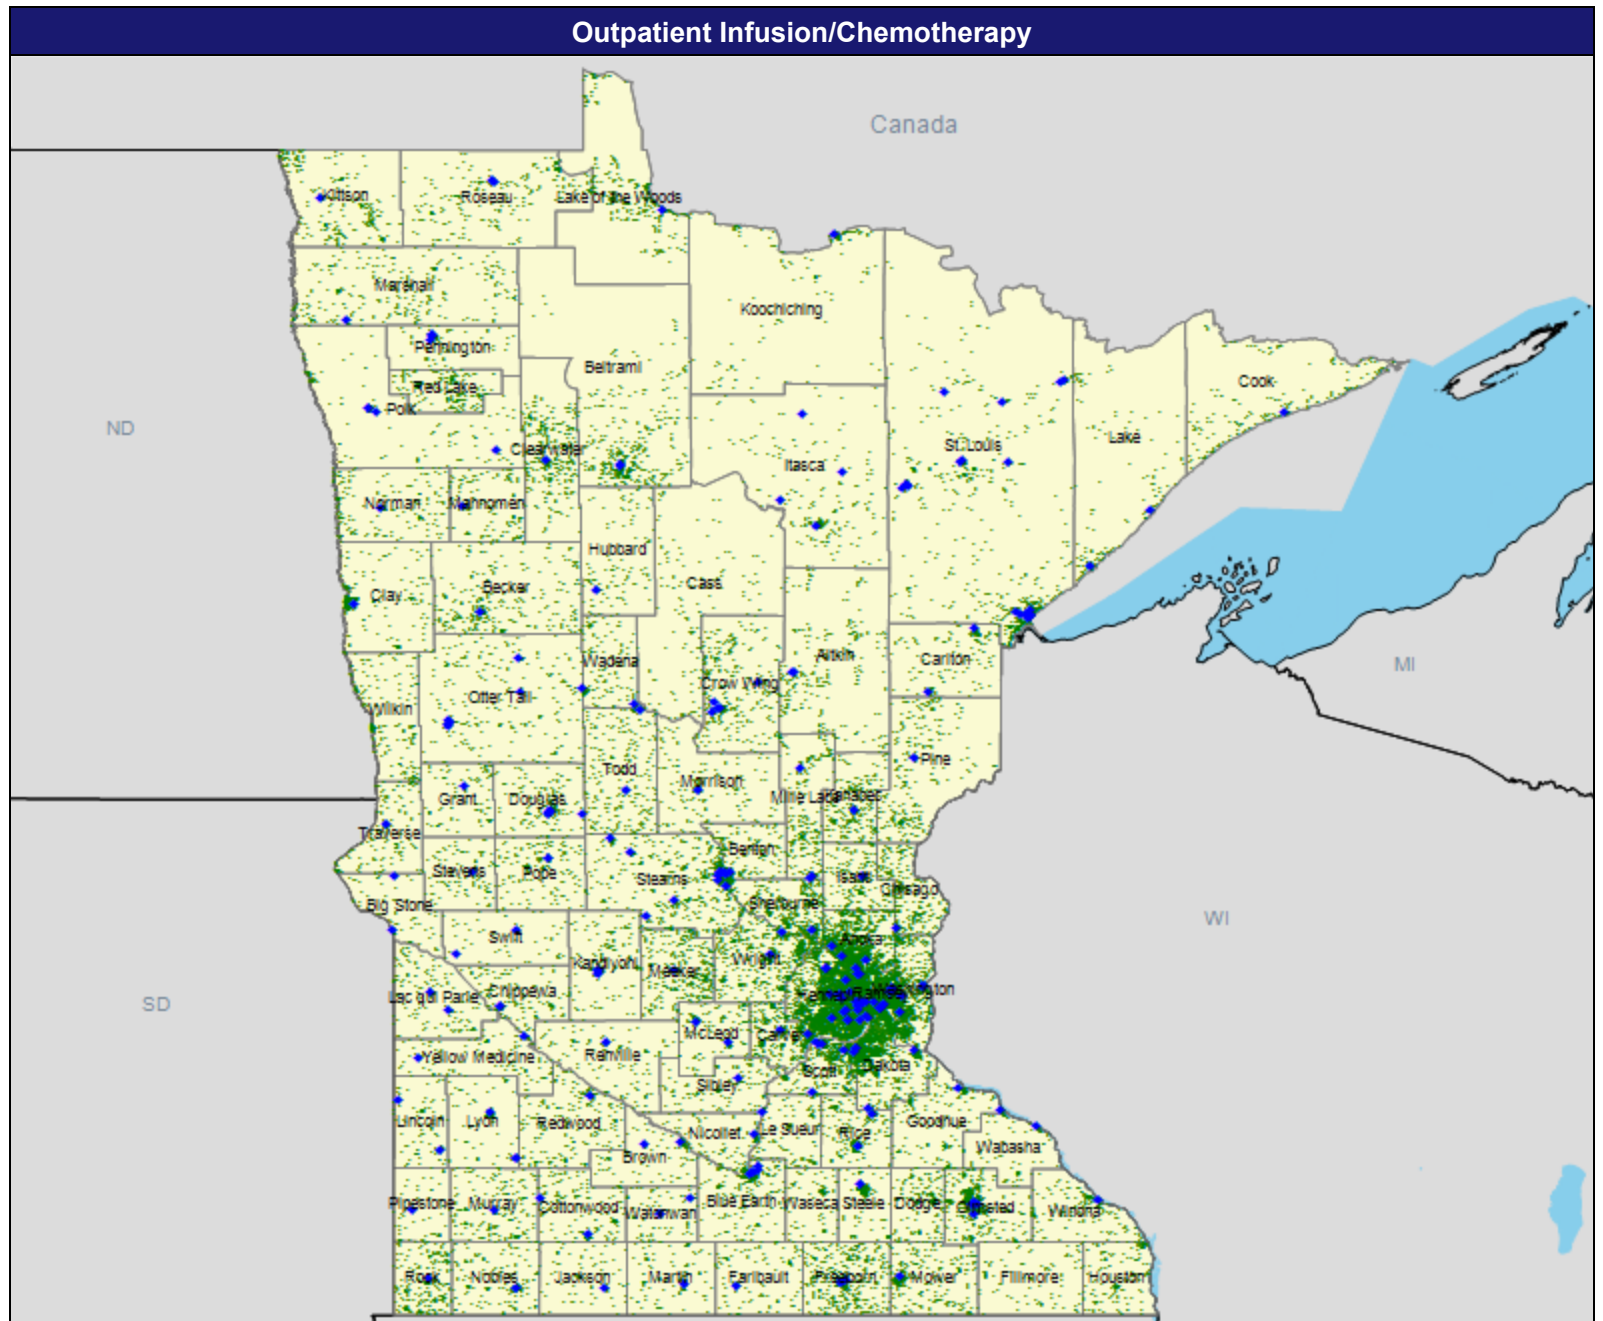 Outpatient Infusion/Chemotherapy
Canada
Kittson
Roseau
Lake of the Woods
Marshall
Koochiching
Pennington
Beltrami
Red Lake
Cook
Polk
ND
Clearwater
St. Louis
Lake
Itasca
Norman
Mahnomen
Hubbard
Cass
Becker
Clay
Wadena
Aitkin
Carlton
MI
Crow Wing
Otter Tail
Wilkin
Pine
Todd
Morrison
Mille Lacs
Kanabec
Grant
Douglas
Traverse
Benton
Stevens
Pope
Stearns
Isanti
Chisago
Big Stone
Sherburne
WI
Swift
Anoka
Kandiyohi
Meeker
Wright
Lac qui Parle
Chippewa
Hennepin
Ramsey
Washington
SD
McLeod
Carver
Yellow Medicine
Renville
Scott
Dakota
Sibley
Lincoln
Lyon
Redwood
Nicollet
Le Sueur
Rice
Goodhue
Wabasha
Brown
Pipestone
Murray
Cottonwood
Watonwan
Blue Earth
Waseca
Steele
Dodge
Olmsted
Winona
Rock
Nobles
Jackson
Martin
Faribault
Freeborn
Mower
Fillmore
Houston